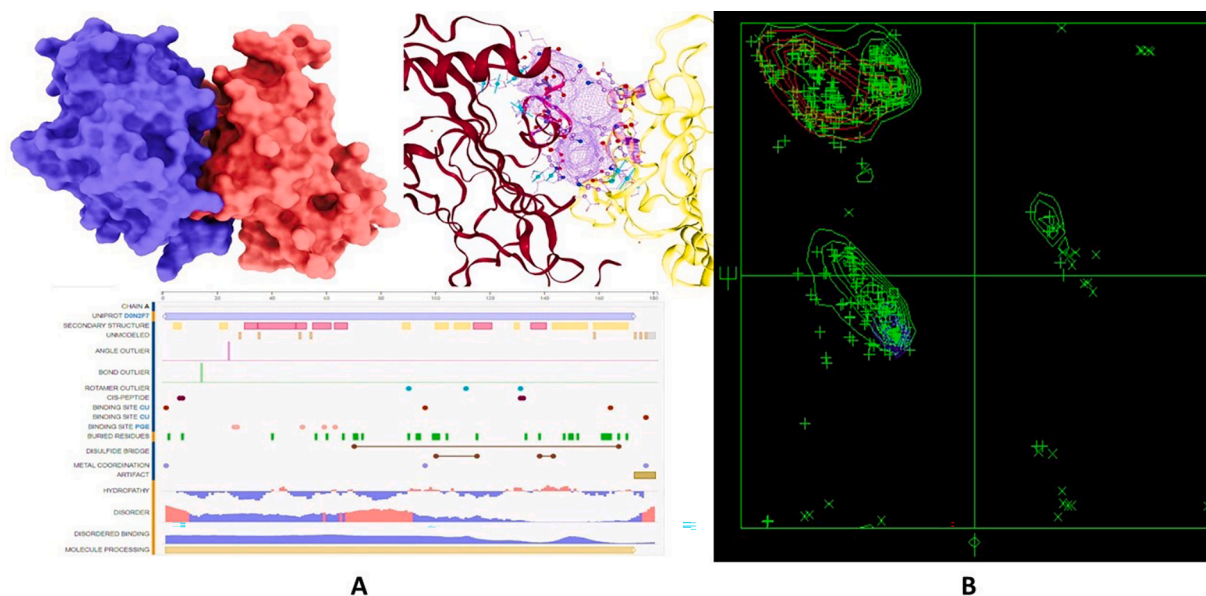 0 20 40 60 80 100 120 140 160 180
CHAIN A
UNIPROT D0N2F7
SECONDARY STRUCTURE
UNMODELED
ANGLE OUTLIER
BOND OUTLIER
ROTAMER OUTLIER
CIS-PEPTIDE
BINDING SITE CU
BINDING SITE CU
BINDING SITE PGE
BURIED RESIDUES
DISULFIDE BRIDGE
METAL COORDINATION
ARTIFACT
HYDROPATHY
DISORDER
DISORDERED BINDING
MOLECULE PROCESSING
A
Ψ
Φ
B